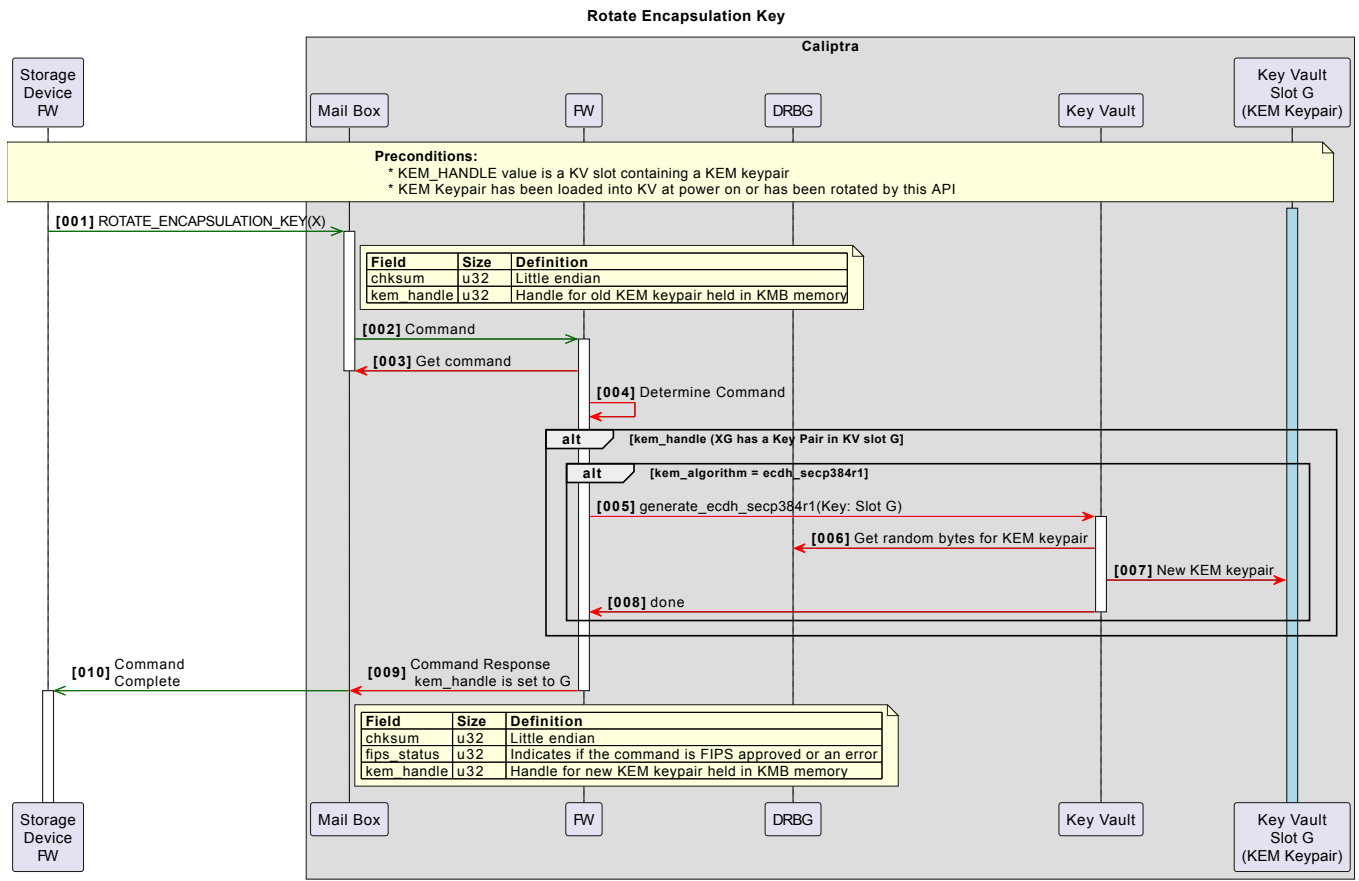 Rotate Encapsulation Key
Caliptra
Storage
Device
FW
Mail Box
FW
DRBG
Key Vault
Key Vault
Slot G
(KEM Keypair)
Preconditions:
* KEM_HANDLE value is a KV slot containing a KEM keypair
* KEM Keypair has been loaded into KV at power on or has been rotated by this API
[001] ROTATE_ENCAPSULATION_KEY(X)
Field Size Definition
chksum u32 Little endian
kem_handle u32 Handle for old KEM keypair held in KMB memory
[002] Command
[003] Get command
[004] Determine Command
alt [kem_handle (XG has a Key Pair in KV slot G]
alt [kem_algorithm = ecdh_secp384r1]
[005] generate_ecdh_secp384r1(Key: Slot G)
[006] Get random bytes for KEM keypair
[007] New KEM keypair
[008] done
[009] Command Response
kem_handle is set to G
[010] Command
Complete
Field Size Definition
chksum u32 Little endian
fips_status u32 Indicates if the command is FIPS approved or an error
kem_handle u32 Handle for new KEM keypair held in KMB memory
Storage
Device
FW
Mail Box
FW
DRBG
Key Vault
Key Vault
Slot G
(KEM Keypair)